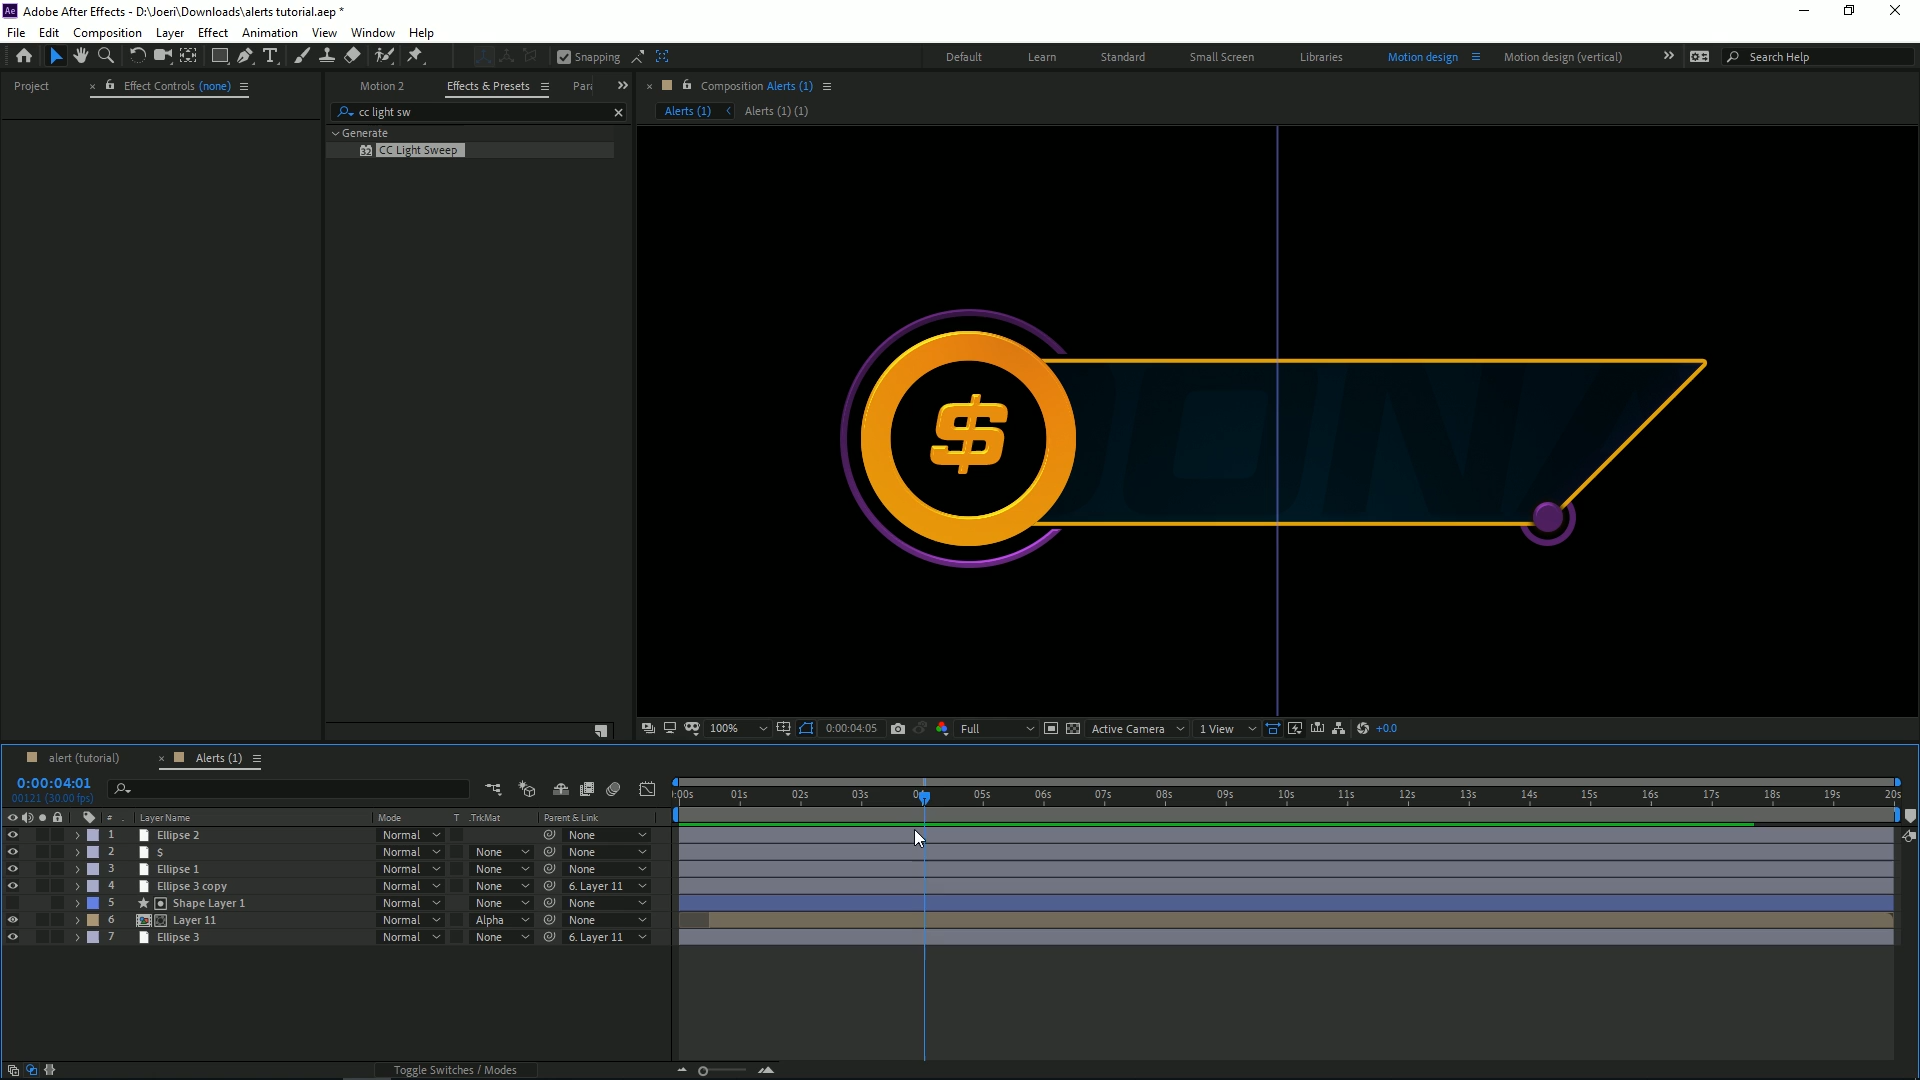 Ae Adobe After Effects - D:\Joeri\Downloads\alerts tutorial.aep *
File Edit Composition Layer Effect Animation View Window Help
Snapping
Default Learn Standard Small Screen Libraries Motion design Motion design (vertical) Search Help
Project Effect Controls (none)
Motion 2 Effects & Presets Para
Composition Alerts (1)
cc light sw
Alerts (1) Alerts (1) (1)
Generate
32 CC Light Sweep
DON
$
100% 0:00:04:05 Full Active Camera 1 View +0.0
alert (tutorial) Alerts (1)
0:00:04:01
00121 (30.00 fps)
:00s 01s 02s 03s 05s 06s 07s 08s 09s 10s 11s 12s 13s 14s 15s 16s 17s 18s 19s 20s
# . Layer Name Mode T .TrkMat Parent & Link
1 Ellipse 2 Normal None
2 $ Normal None None
3 Ellipse 1 Normal None None
4 Ellipse 3 copy Normal None 6. Layer 11
5 Shape Layer 1 Normal None None
6 Layer 11 Normal Alpha None
7 Ellipse 3 Normal None 6. Layer 11
Toggle Switches / Modes